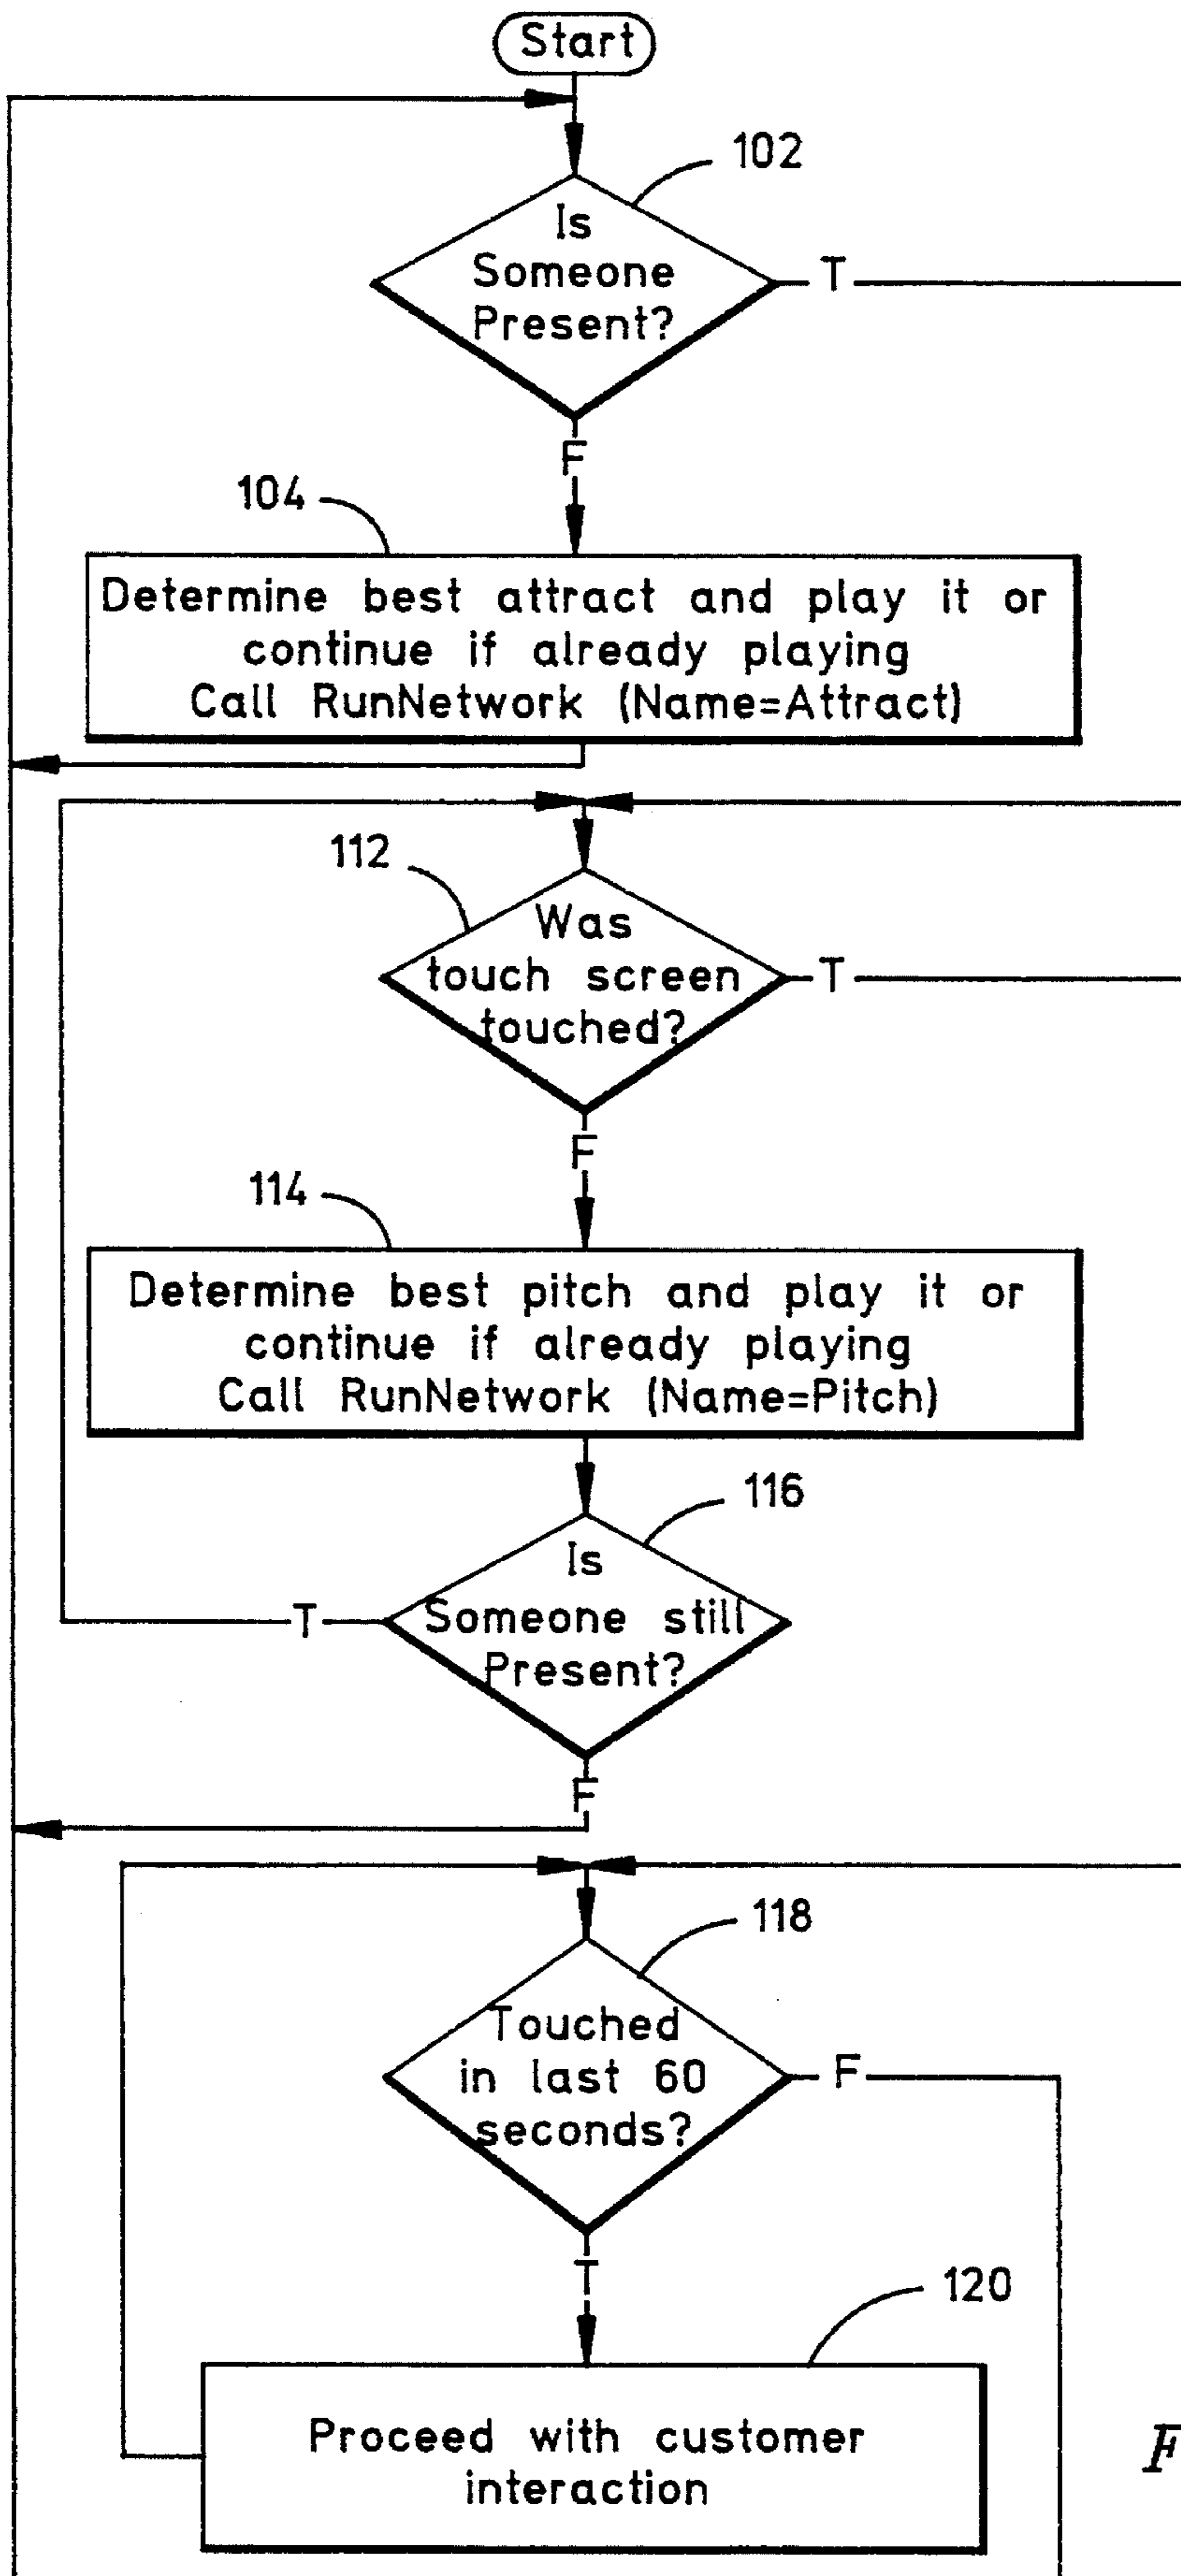 Start
102
Is
Someone
Present?
T
F
104
Determine best attract and play it or
continue if already playing
Call RunNetwork (Name=Attract)
112
Was
touch screen
touched?
T
F
114
Determine best pitch and play it or
continue if already playing
Call RunNetwork (Name=Pitch)
116
Is
Someone still
Present?
T
F
118
Touched
in last 60
seconds?
F
T
120
Proceed with customer
interaction
F